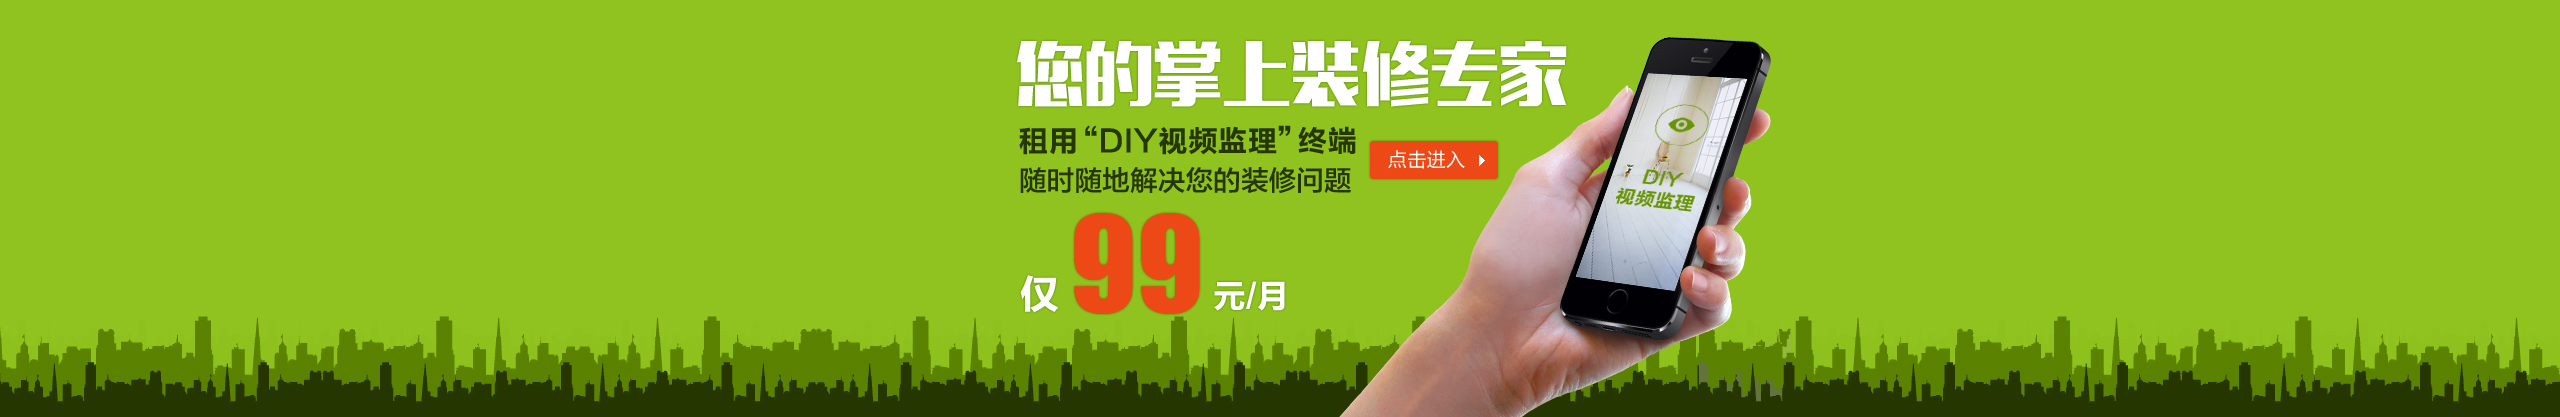 您的掌上装修专家
租用“DIY视频监理”终端
随时随地解决您的装修问题
点击进入
仅99元/月
DIY
视频监理